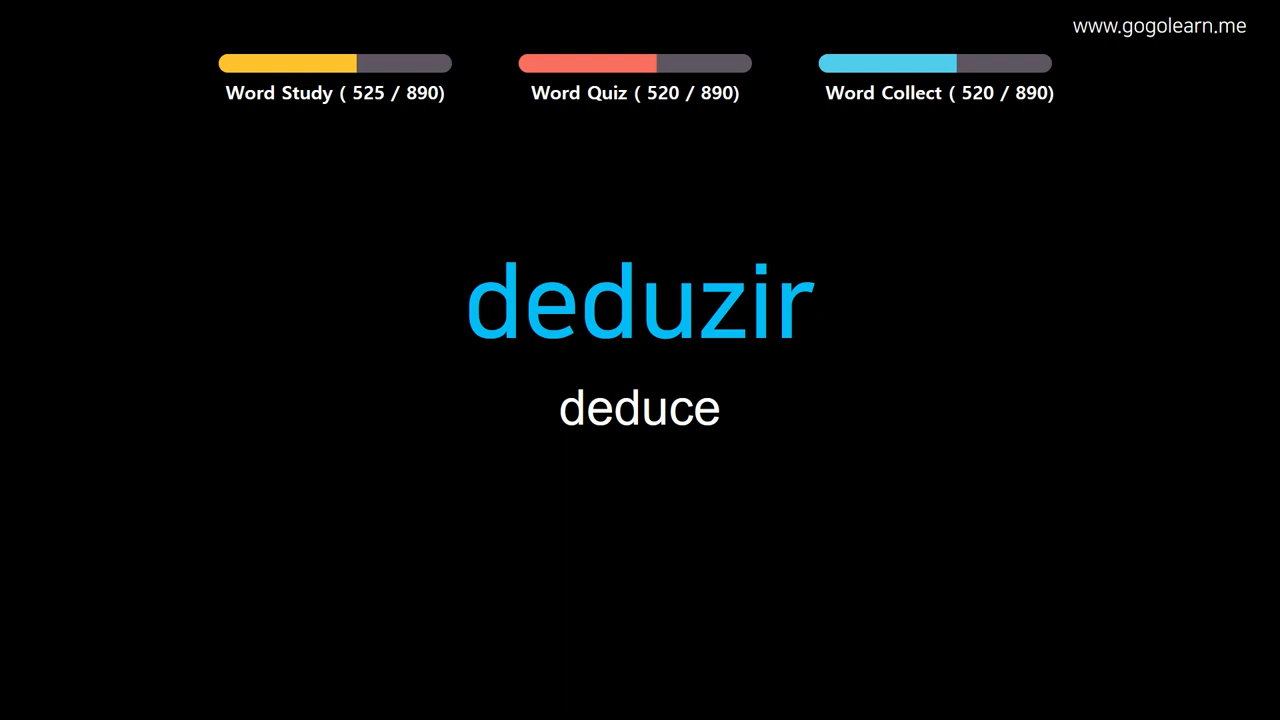 www.gogolearn.me
Word Study ( 525 / 890)
Word Quiz ( 520 / 890)
Word Collect ( 520 / 890)
deduzir
deduce